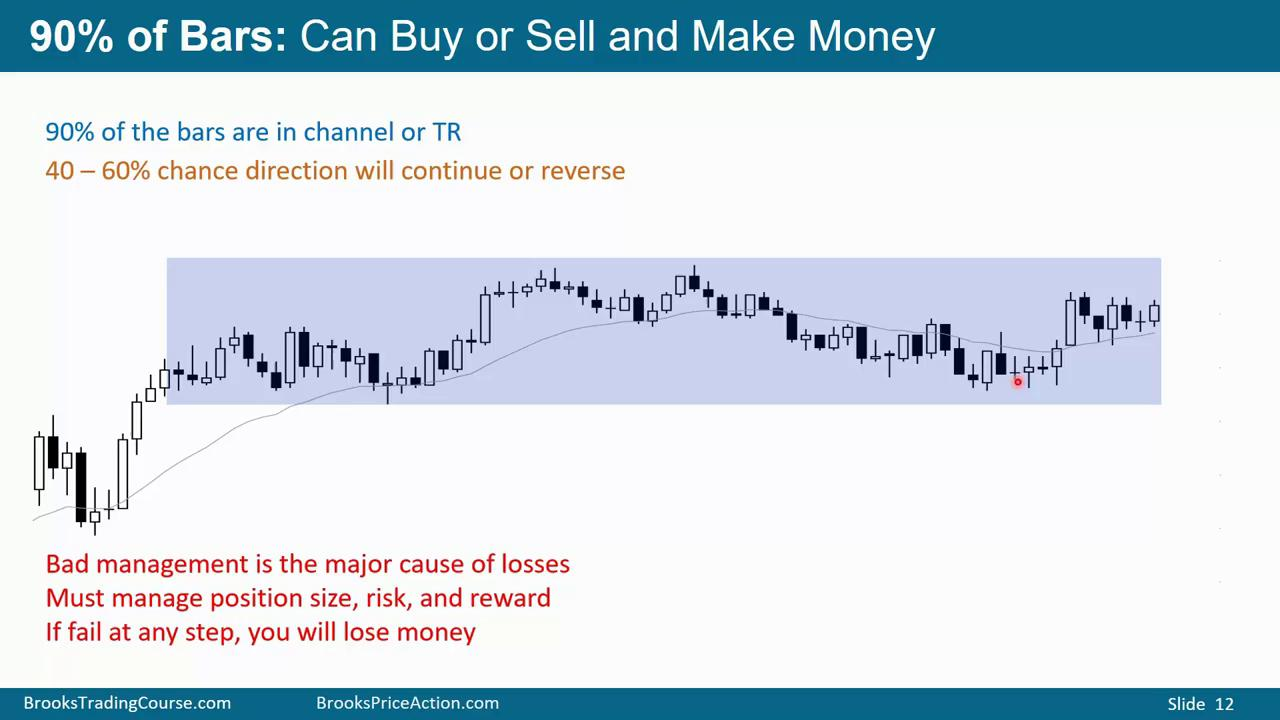 90% of Bars: Can Buy or Sell and Make Money
90% of the bars are in channel or TR
40 – 60% chance direction will continue or reverse
Bad management is the major cause of losses
Must manage position size, risk, and reward
If fail at any step, you will lose money
BrooksTradingCourse.com BrooksPriceAction.com Slide 12